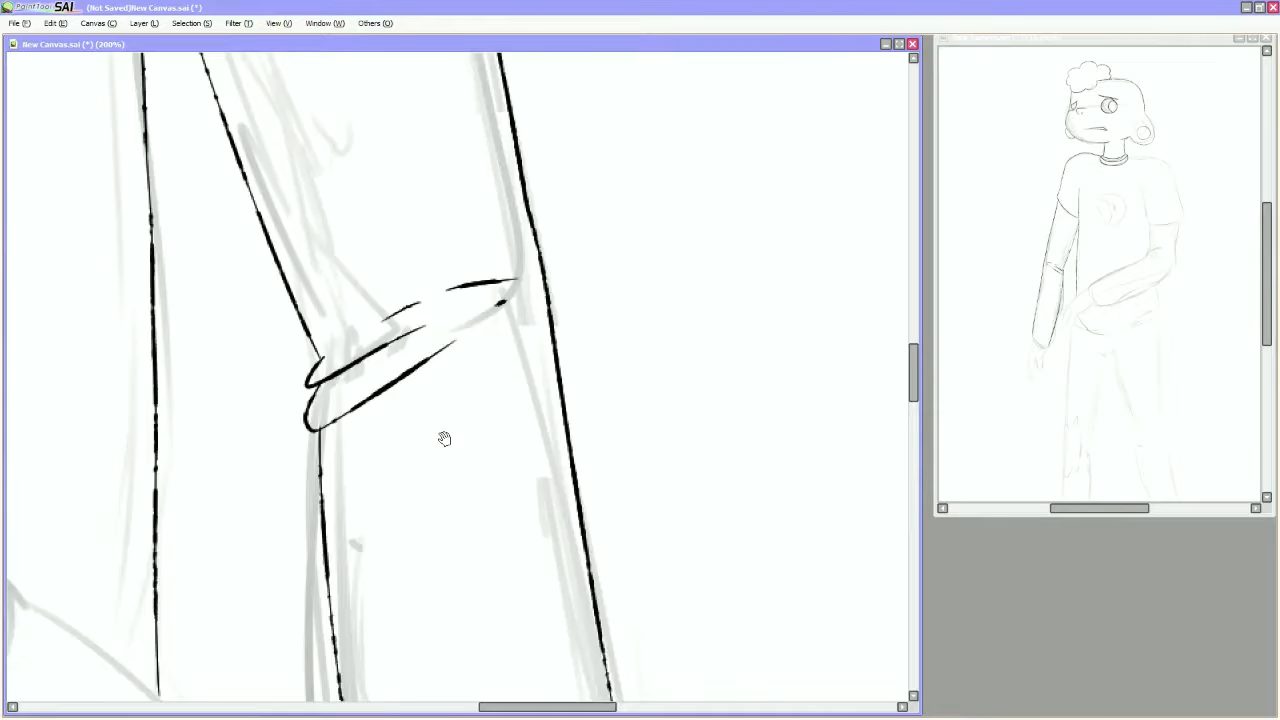 PaintTool SAI (Not Saved)New Canvas.sai (*)
File (F) Edit (E) Canvas (C) Layer (L) Selection (S) Filter (T) View (V) Window (W) Others (O)
New Canvas.sai (*) (200%)